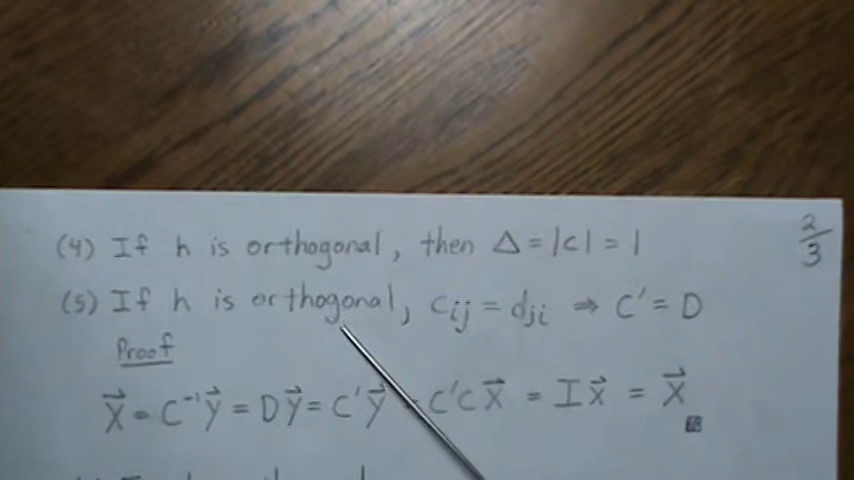 (4) If h is orthogonal, then Δ = |C| = 1
2/3
(5) If h is orthogonal, Cij = dji ⇒ C' = D
Proof
X⃗ = C⁻¹Y⃗ = DY⃗ = C'Y⃗ = C'CX⃗ = IX⃗ = X⃗